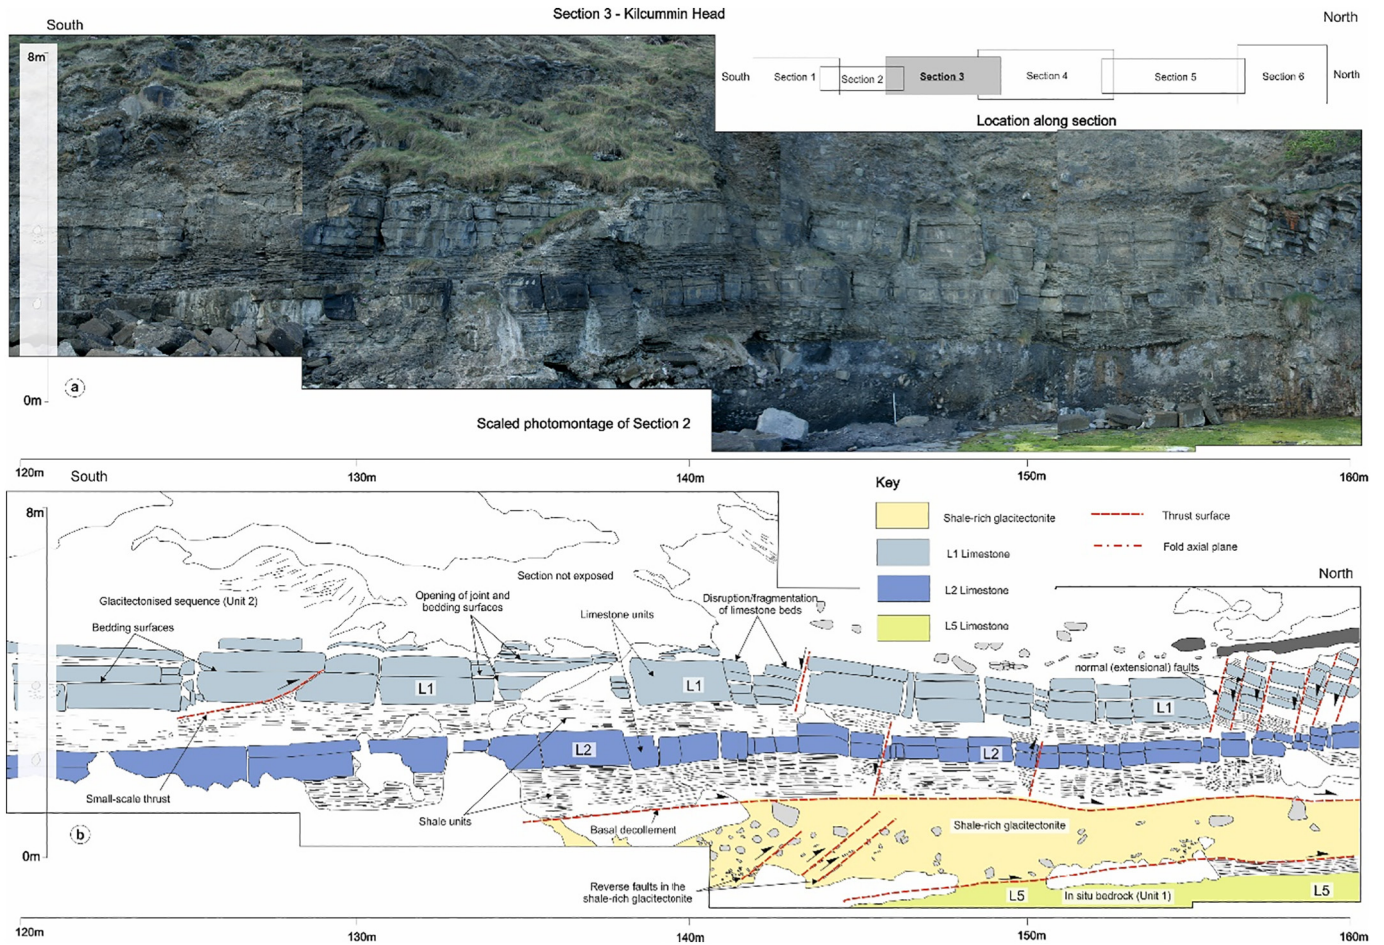 Section 3 - Kilcummin Head
South
North
8m
South
Section 1
Section 2
Section 3
Section 4
Section 5
Section 6
North
Location along section
a
0m
Scaled photomontage of Section 2
120m
130m
140m
150m
160m
South
Key
8m
Shale-rich glacitectonite
Thrust surface
L1 Limestone
Fold axial plane
Section not exposed
North
L2 Limestone
Glacitectonised sequence (Unit 2)
Opening of joint and
bedding surfaces
Limestone units
Disruption/fragmentation
of limestone beds
L5 Limestone
Bedding surfaces
normal (extensional) faults
L1
L1
L1
L2
L2
Small-scale thrust
Shale units
Basal decollement
Shale-rich glacitectonite
b
0m
Reverse faults in the
shale-rich glacitectonite
L5
In situ bedrock (Unit 1)
L5
120m
130m
140m
150m
160m